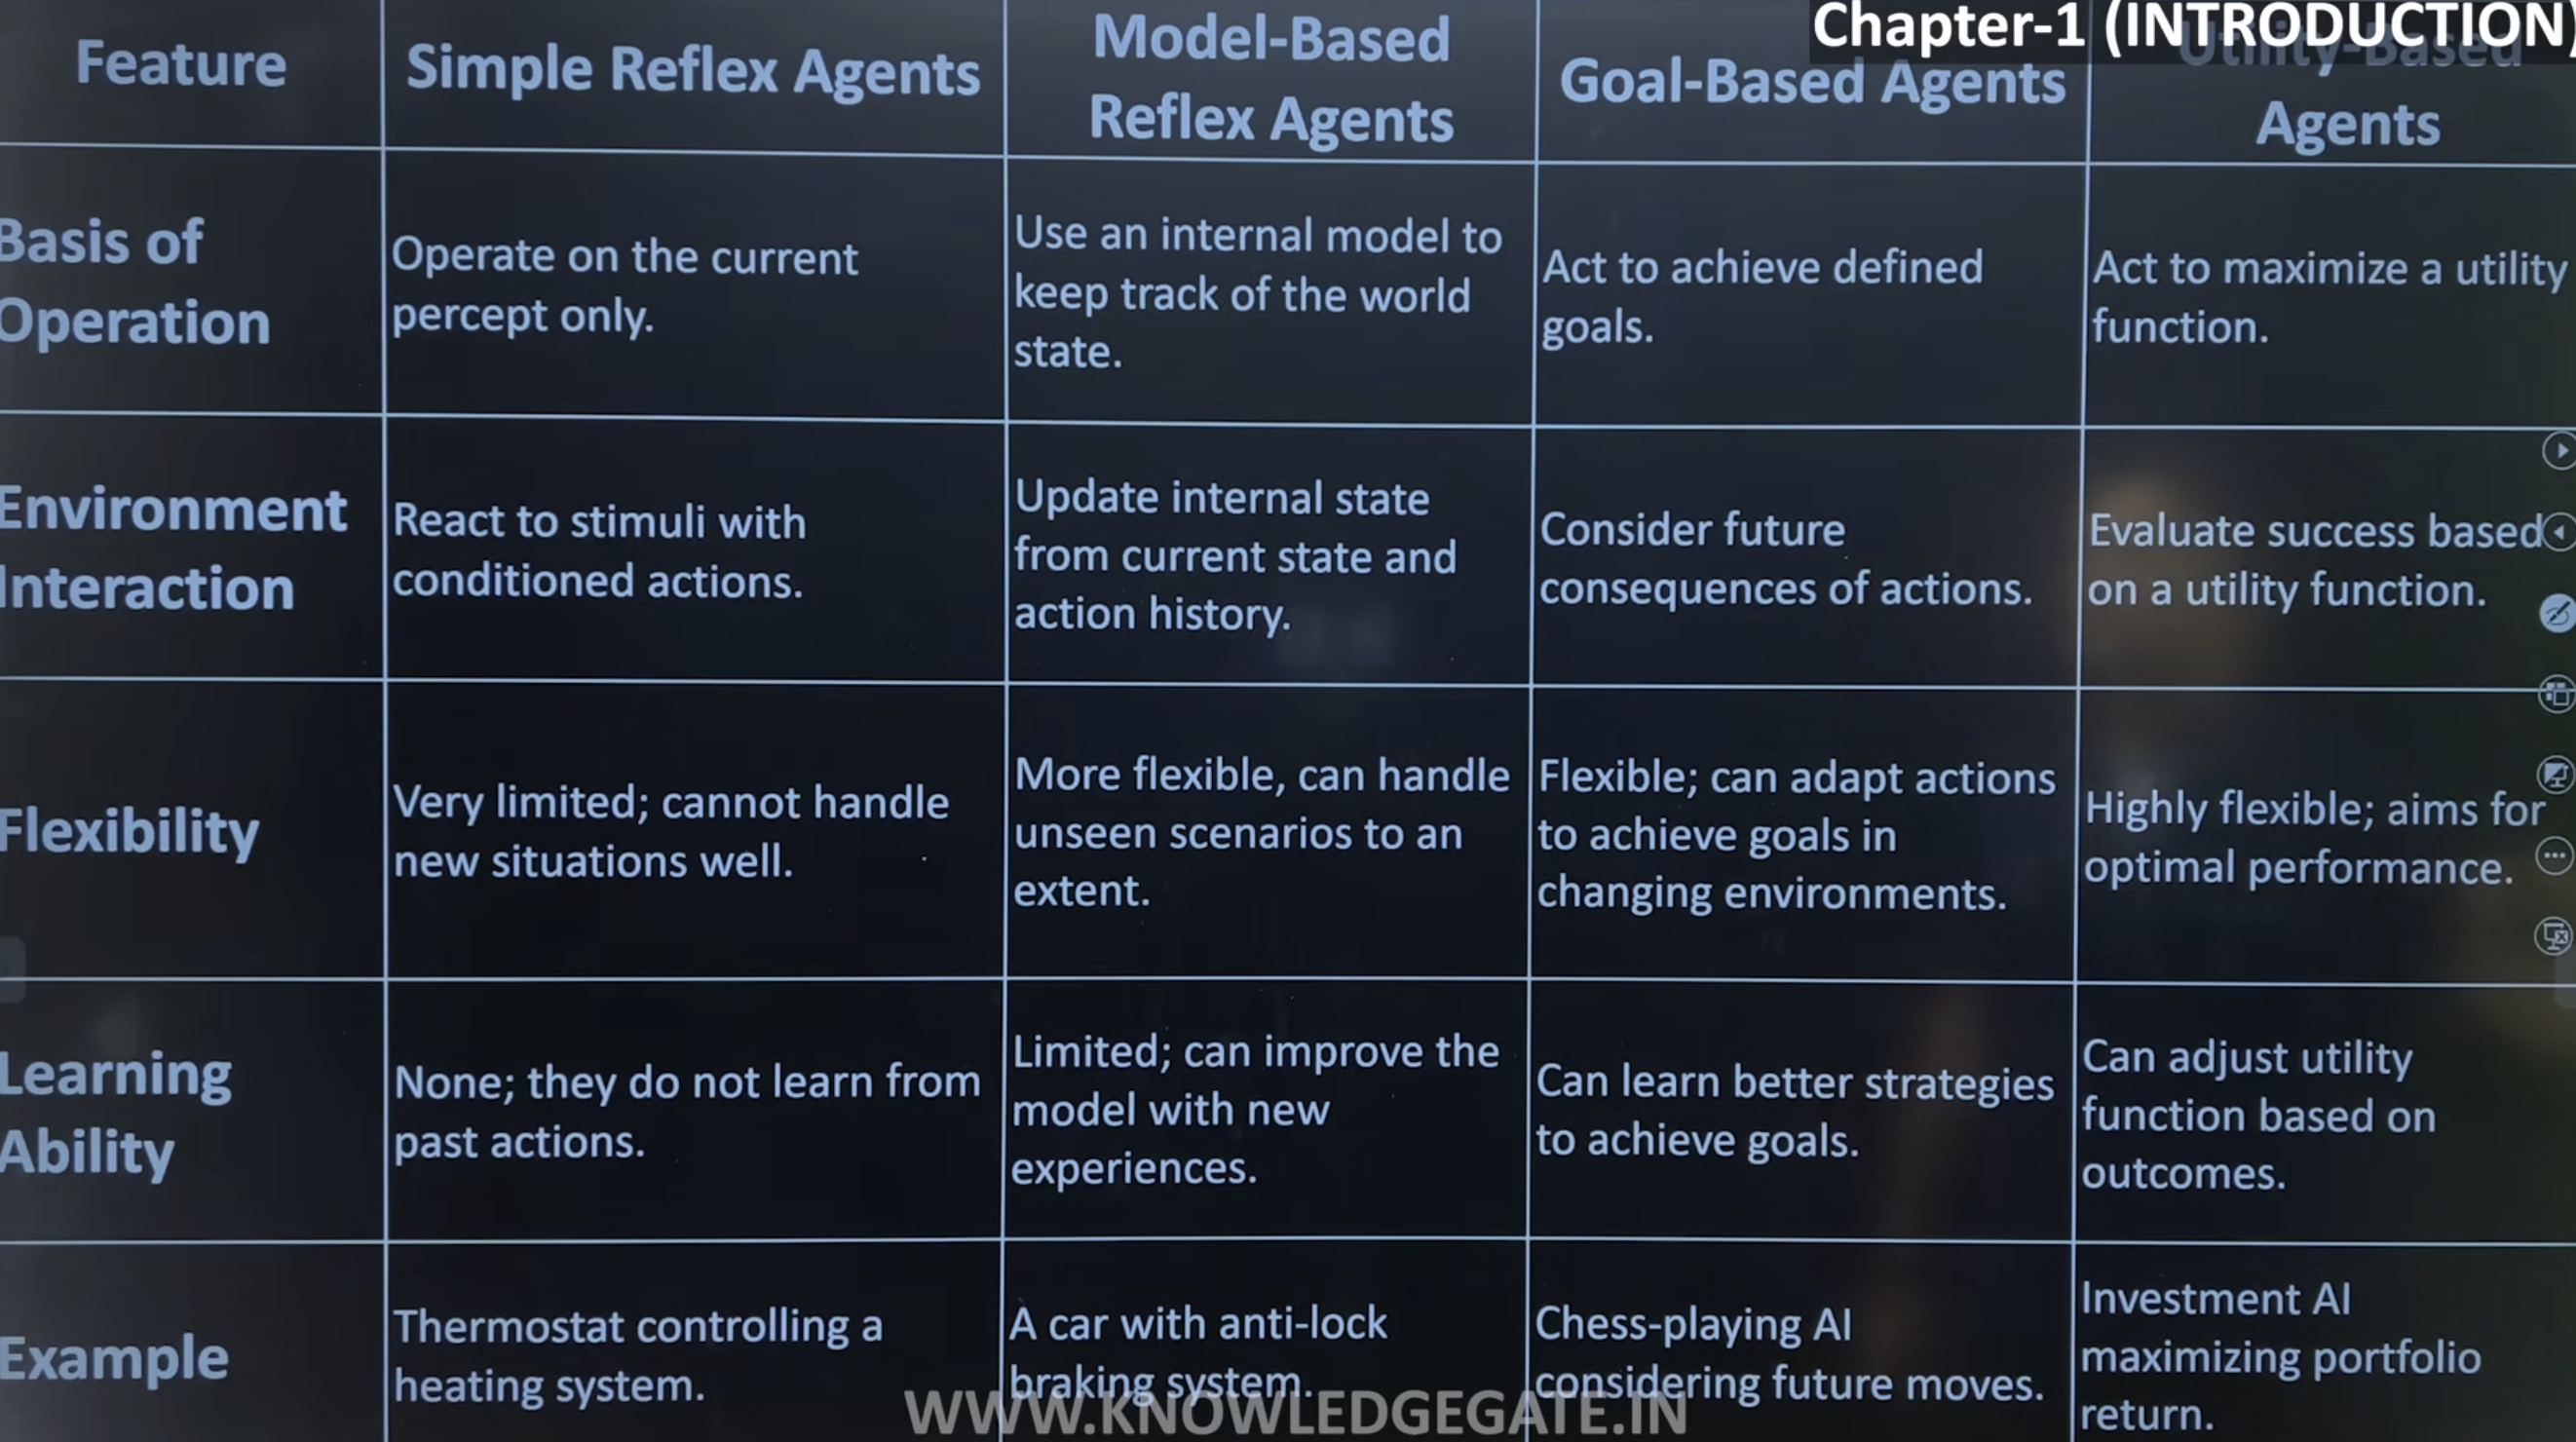 Chapter-1 (INTRODUCTION)
Feature
Simple Reflex Agents
Model-Based
Reflex Agents
Goal-Based Agents
Utility-Based
Agents
Basis of
Operation
Operate on the current
percept only.
Use an internal model to
keep track of the world
state.
Act to achieve defined
goals.
Act to maximize a utility
function.
Environment
Interaction
React to stimuli with
conditioned actions.
Update internal state
from current state and
action history.
Consider future
consequences of actions.
Evaluate success based
on a utility function.
Flexibility
Very limited; cannot handle
new situations well.
More flexible, can handle
unseen scenarios to an
extent.
Flexible; can adapt actions
to achieve goals in
changing environments.
Highly flexible; aims for
optimal performance.
Learning
Ability
None; they do not learn from
past actions.
Limited; can improve the
model with new
experiences.
Can learn better strategies
to achieve goals.
Can adjust utility
function based on
outcomes.
Example
Thermostat controlling a
heating system.
A car with anti-lock
braking system.
Chess-playing AI
considering future moves.
Investment AI
maximizing portfolio
return.
WWW.KNOWLEDGEGATE.IN